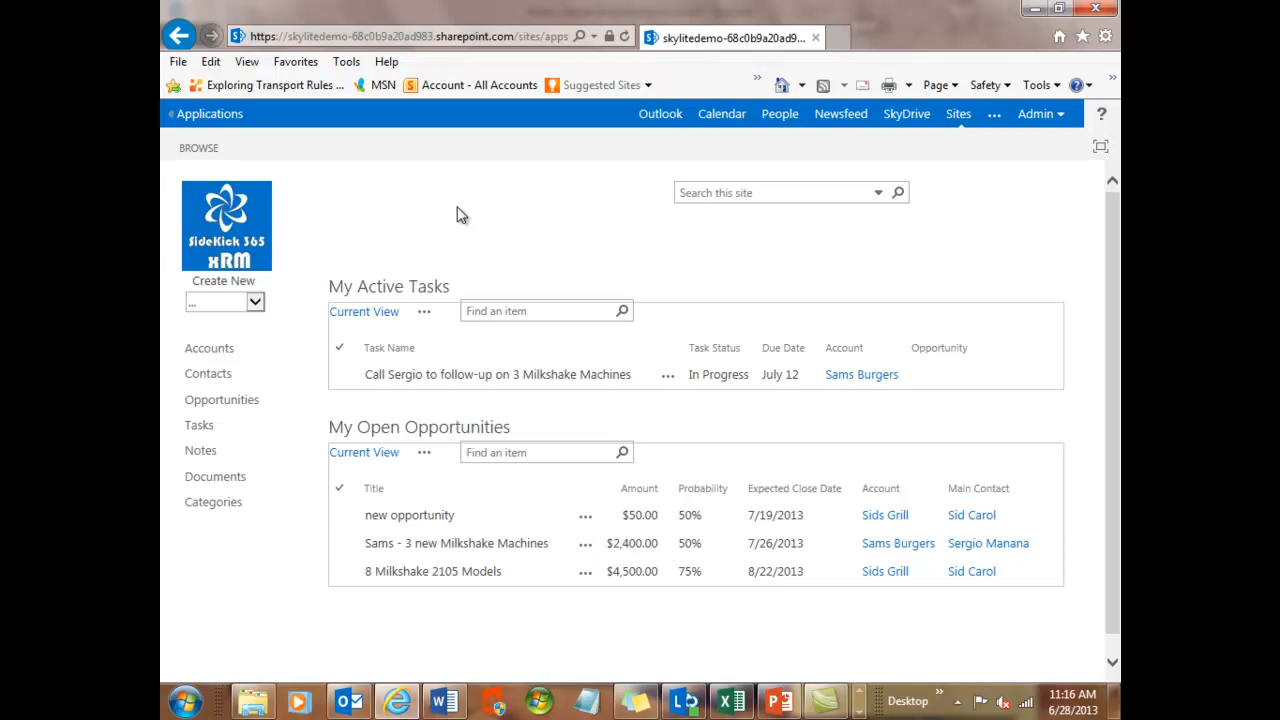 https://skylitedemo-68c0b9a20ad983.sharepoint.com/sites/apps
skylitedemo-68c0b9a20ad9...
File Edit View Favorites Tools Help
Exploring Transport Rules ... MSN Account - All Accounts Suggested Sites Page Safety Tools
Applications Outlook Calendar People Newsfeed SkyDrive Sites ... Admin ?
BROWSE
Search this site
SideKick 365
xRM
Create New
...
Accounts
Contacts
Opportunities
Tasks
Notes
Documents
Categories
My Active Tasks
Current View ... Find an item
Task Name Task Status Due Date Account Opportunity
Call Sergio to follow-up on 3 Milkshake Machines ... In Progress July 12 Sams Burgers
My Open Opportunities
Current View ... Find an item
Title Amount Probability Expected Close Date Account Main Contact
new opportunity ... $50.00 50% 7/19/2013 Sids Grill Sid Carol
Sams - 3 new Milkshake Machines ... $2,400.00 50% 7/26/2013 Sams Burgers Sergio Manana
8 Milkshake 2105 Models ... $4,500.00 75% 8/22/2013 Sids Grill Sid Carol
Desktop
11:16 AM
6/28/2013